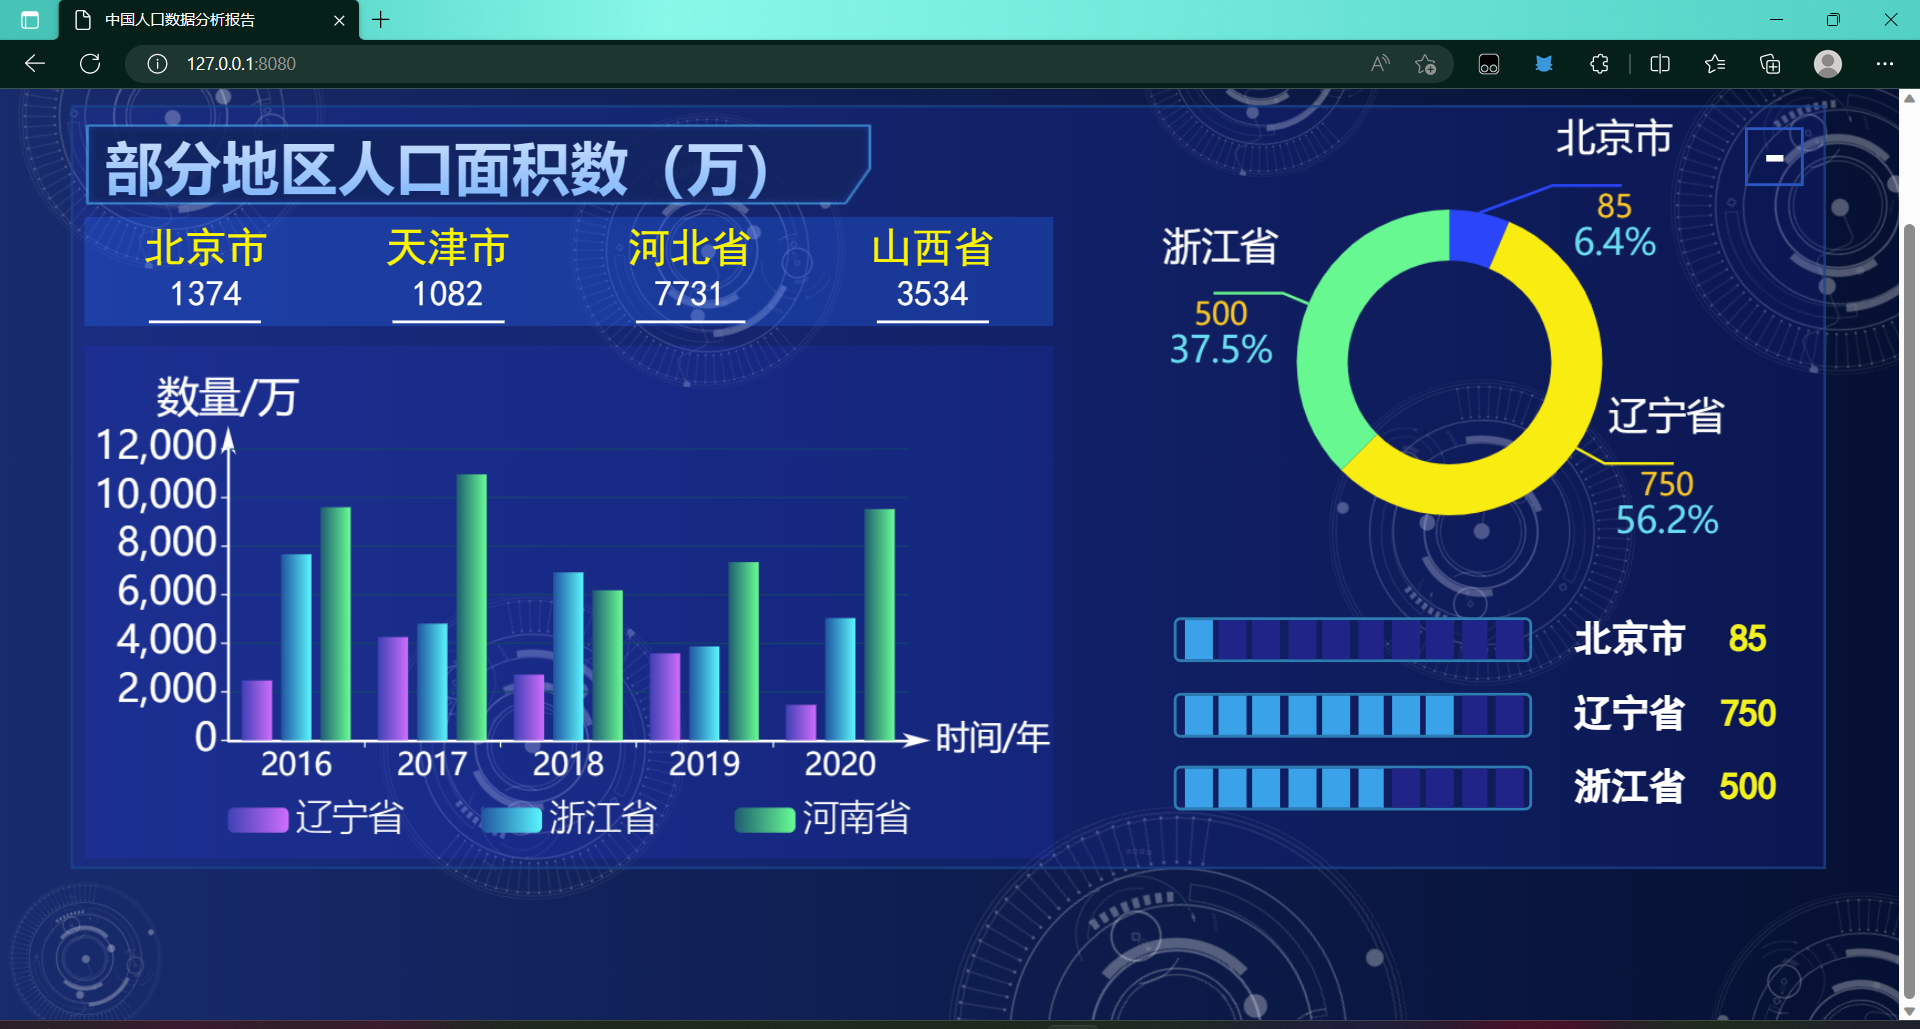 中国人口数据分析报告
127.0.0.1:8080
部分地区人口面积数（万）
北京市 天津市 河北省 山西省
1374 1082 7731 3534
数量/万
12,000
10,000
8,000
6,000
4,000
2,000
0
2016 2017 2018 2019 2020
时间/年
辽宁省 浙江省 河南省
北京市
85
6.4%
浙江省
500
37.5%
辽宁省
750
56.2%
-
北京市 85
辽宁省 750
浙江省 500